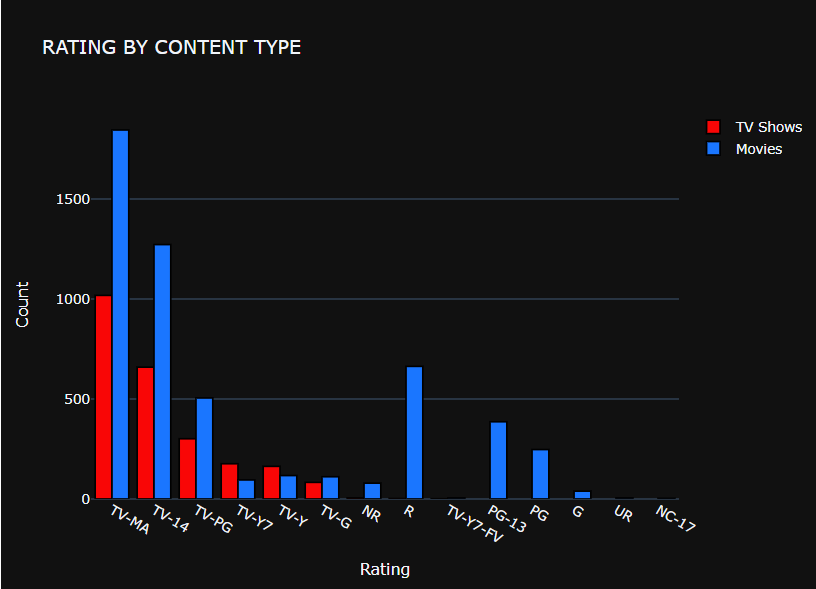 RATING BY CONTENT TYPE
TV Shows
Movies
1500
1000
500
0
Count
TV-MA
TV-14
TV-PG
TV-Y7
TV-Y
TV-G
NR
R
TV-Y7-FV
PG-13
PG
G
UR
NC-17
Rating